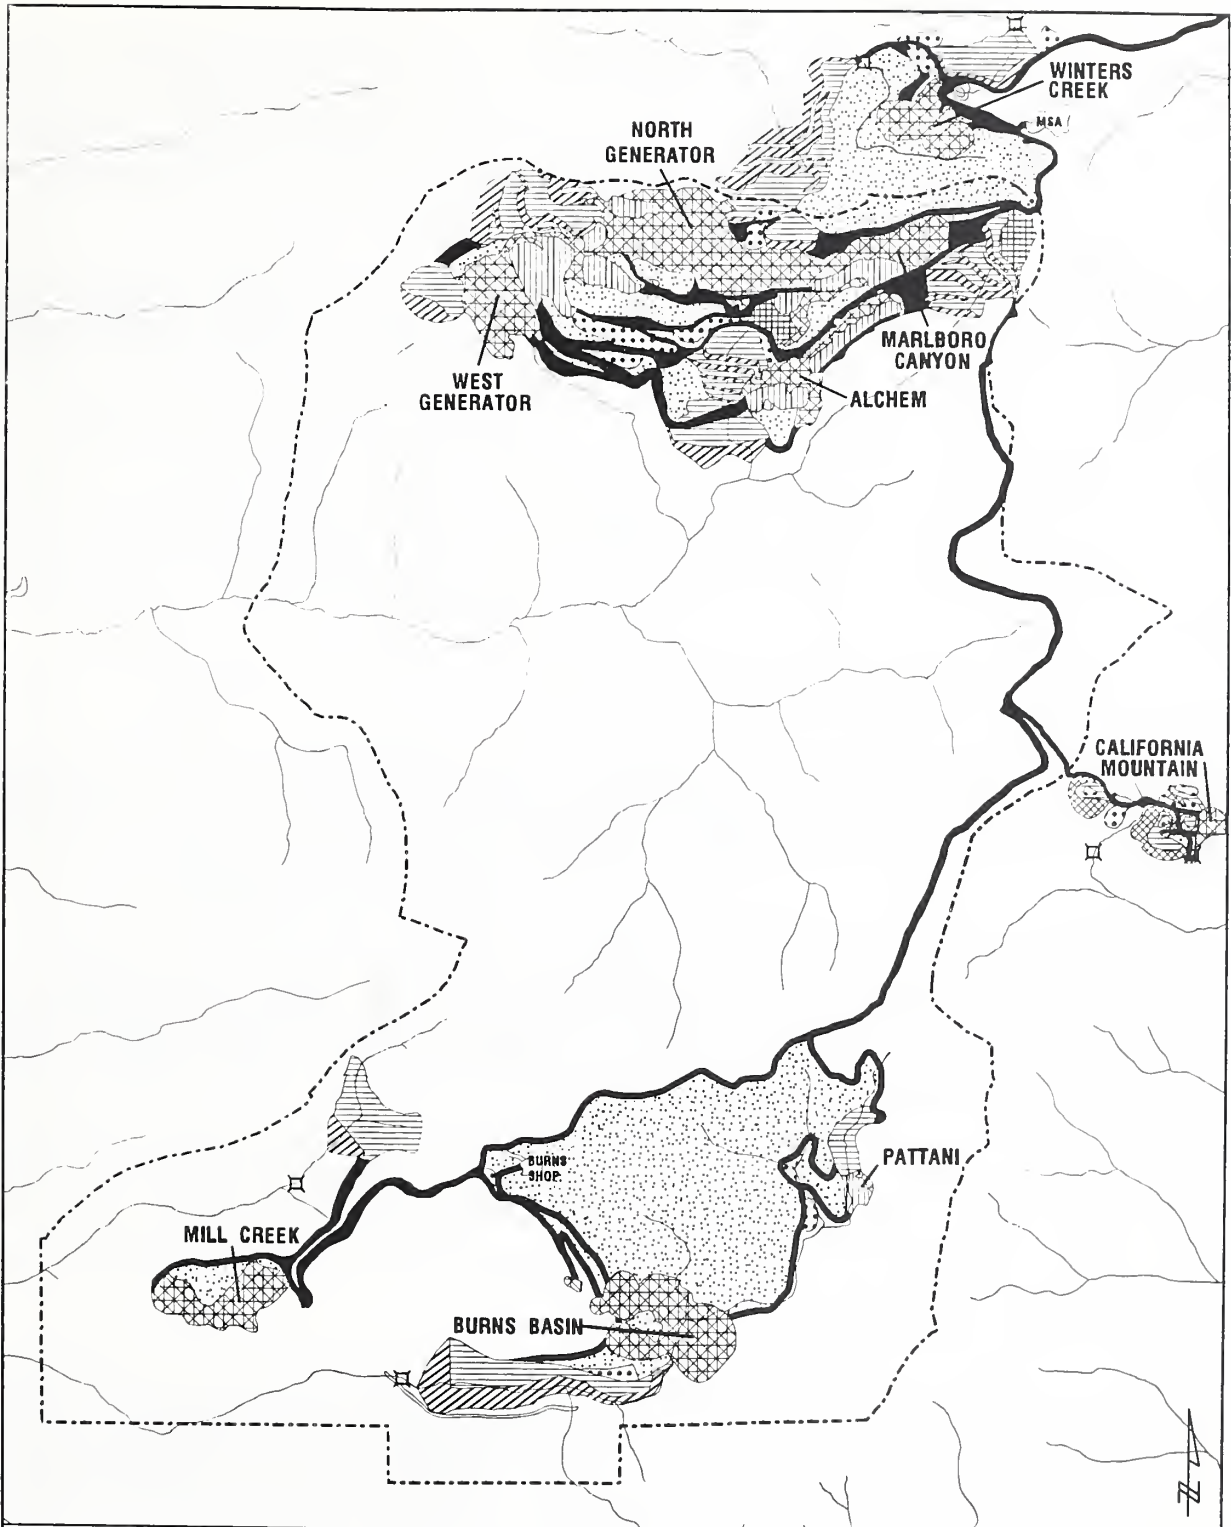 WINTERS
CREEK
MSA
NORTH
GENERATOR
MARLBORO
CANYON
WEST
GENERATOR
ALCHEM
CALIFORNIA
MOUNTAIN
BURNS
SHOP
PATTANI
MILL CREEK
BURNS BASIN
N